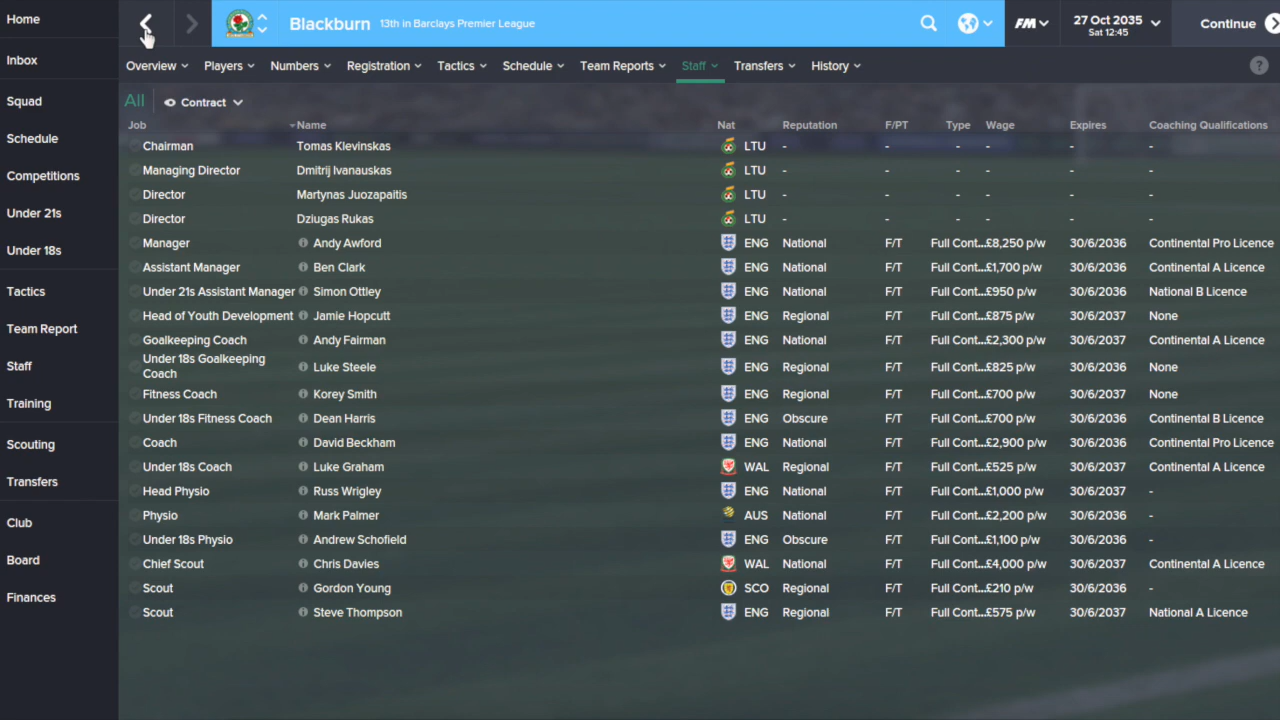 Home
Blackburn 13th in Barclays Premier League FM 27 Oct 2035 Continue
Sat 12:45
Inbox
Squad
Schedule
Competitions
Under 21s
Under 18s
Tactics
Team Report
Staff
Training
Scouting
Transfers
Club
Board
Finances
Overview Players Numbers Registration Tactics Schedule Team Reports Staff Transfers History ?
All Contract
Job Name Nat Reputation F/PT Type Wage Expires Coaching Qualifications
Chairman Tomas Klevinskas LTU - - - - - -
Managing Director Dmitrij Ivanauskas LTU - - - - - -
Director Martynas Juozapaitis LTU - - - - - -
Director Dziugas Rukas LTU - - - - - -
Manager Andy Awford ENG National F/T Full Cont...£8,250 p/w 30/6/2036 Continental Pro Licence
Assistant Manager Ben Clark ENG National F/T Full Cont...£1,700 p/w 30/6/2036 Continental A Licence
Under 21s Assistant Manager Simon Ottley ENG National F/T Full Cont...£950 p/w 30/6/2036 National B Licence
Head of Youth Development Jamie Hopcutt ENG Regional F/T Full Cont...£875 p/w 30/6/2037 None
Goalkeeping Coach Andy Fairman ENG National F/T Full Cont...£2,300 p/w 30/6/2037 Continental A Licence
Under 18s Goalkeeping
Coach Luke Steele ENG Regional F/T Full Cont...£825 p/w 30/6/2036 None
Fitness Coach Korey Smith ENG Regional F/T Full Cont...£700 p/w 30/6/2037 None
Under 18s Fitness Coach Dean Harris ENG Obscure F/T Full Cont...£700 p/w 30/6/2036 Continental B Licence
Coach David Beckham ENG National F/T Full Cont...£2,900 p/w 30/6/2036 Continental Pro Licence
Under 18s Coach Luke Graham WAL Regional F/T Full Cont...£525 p/w 30/6/2037 Continental A Licence
Head Physio Russ Wrigley ENG National F/T Full Cont...£1,000 p/w 30/6/2037 -
Physio Mark Palmer AUS National F/T Full Cont...£2,200 p/w 30/6/2036 -
Under 18s Physio Andrew Schofield ENG Obscure F/T Full Cont...£1,100 p/w 30/6/2036 -
Chief Scout Chris Davies WAL National F/T Full Cont...£4,000 p/w 30/6/2037 Continental A Licence
Scout Gordon Young SCO Regional F/T Full Cont...£210 p/w 30/6/2036 -
Scout Steve Thompson ENG Regional F/T Full Cont...£575 p/w 30/6/2037 National A Licence